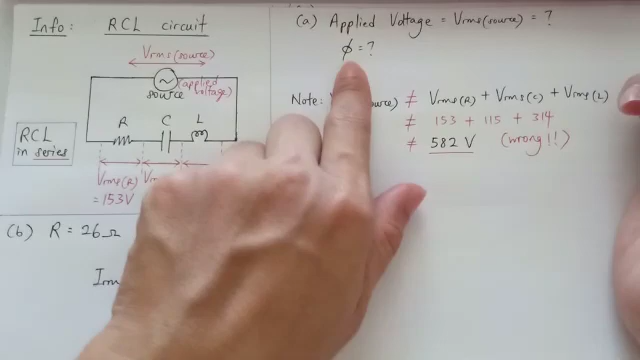 Info: RCL circuit
Vrms(source)
~
source
(applied voltage)
R C L
RCL
in series
Vrms(R)
= 153V
(a) Applied Voltage = Vrms(source) = ?
ϕ = ?
Note: ≠ Vrms(R) + Vrms(C) + Vrms(L)
≠ 153 + 115 + 314
≠ 582 V (wrong!!)
(b) R = 26Ω